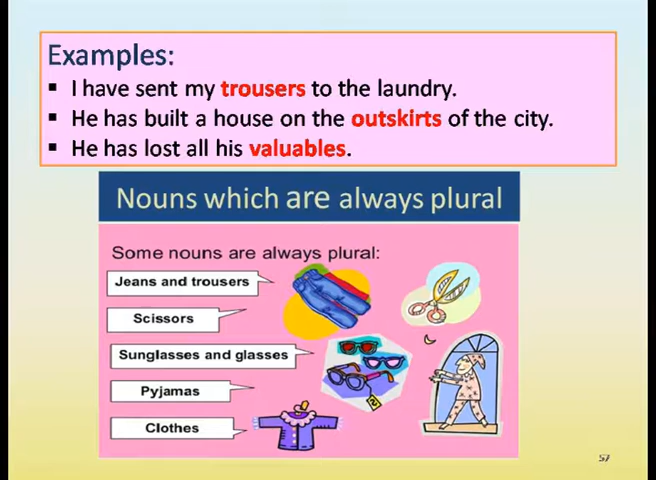 Examples:
▪ I have sent my trousers to the laundry.
▪ He has built a house on the outskirts of the city.
▪ He has lost all his valuables.
Nouns which are always plural
Some nouns are always plural:
Jeans and trousers
Scissors
Sunglasses and glasses
Pyjamas
Clothes
57